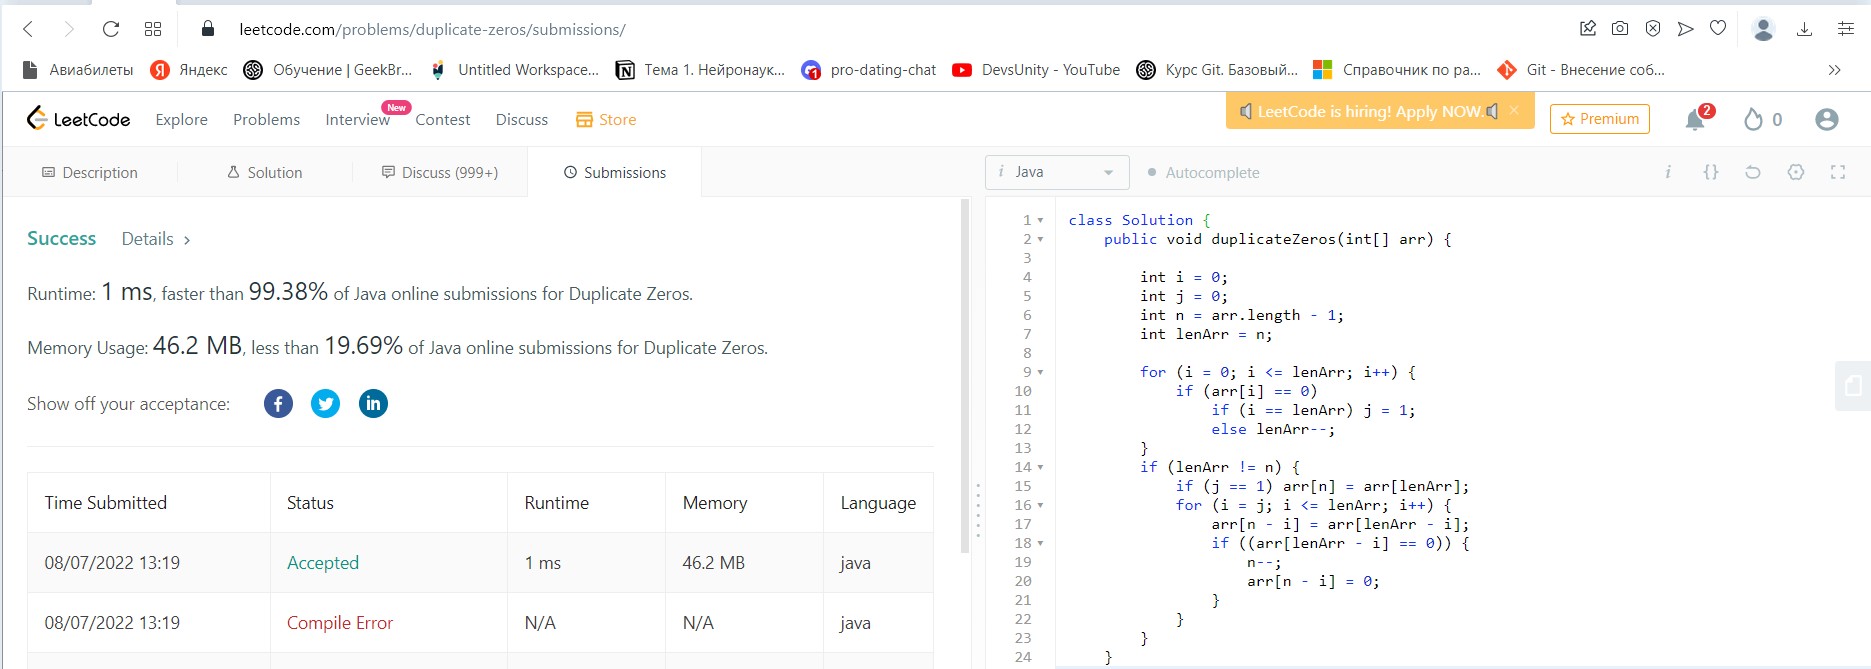 leetcode.com/problems/duplicate-zeros/submissions/
Авиабилеты Яндекс Обучение | GeekBr... Untitled Workspace... Тема 1. Нейронаук... pro-dating-chat DevsUnity - YouTube Курс Git. Базовый... Справочник по ра... Git - Внесение соб...
LeetCode Explore Problems Interview New Contest Discuss Store LeetCode is hiring! Apply NOW. Premium 2 0
Description Solution Discuss (999+) Submissions
i Java Autocomplete i {}
Success Details >
Runtime: 1 ms, faster than 99.38% of Java online submissions for Duplicate Zeros.
Memory Usage: 46.2 MB, less than 19.69% of Java online submissions for Duplicate Zeros.
Show off your acceptance:
Time Submitted Status Runtime Memory Language
08/07/2022 13:19 Accepted 1 ms 46.2 MB java
08/07/2022 13:19 Compile Error N/A N/A java
1 class Solution {
2     public void duplicateZeros(int[] arr) {
3
4         int i = 0;
5         int j = 0;
6         int n = arr.length - 1;
7         int lenArr = n;
8
9         for (i = 0; i <= lenArr; i++) {
10             if (arr[i] == 0)
11                 if (i == lenArr) j = 1;
12                 else lenArr--;
13         }
14         if (lenArr != n) {
15             if (j == 1) arr[n] = arr[lenArr];
16             for (i = j; i <= lenArr; i++) {
17                 arr[n - i] = arr[lenArr - i];
18                 if ((arr[lenArr - i] == 0)) {
19                     n--;
20                     arr[n - i] = 0;
21                 }
22             }
23         }
24     }